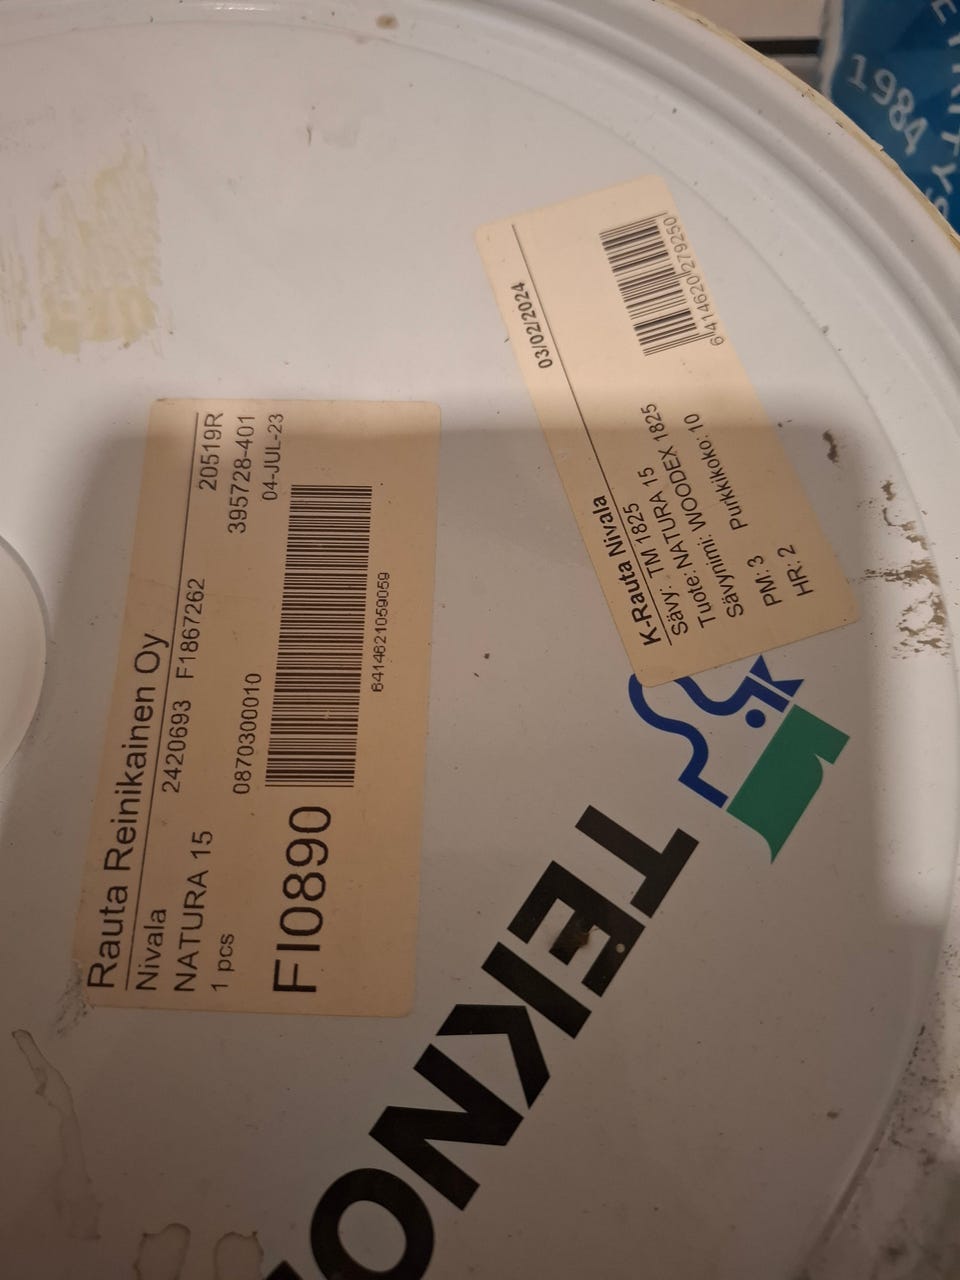 Rauta Reinikainen Oy
Nivala 2420693 F1867262 20519R
NATURA 15 395728-401
1 pcs 0870300010 04-JUL-23
FI0890
6414621059059
03/02/2024
K-Rauta Nivala
Sävy: TM 1825
Tuote: NATURA 15
Sävynimi: WOODEX 1825
PM:3 Purkkikoko:10
HR:2
6414620279250
TEKNO
1984